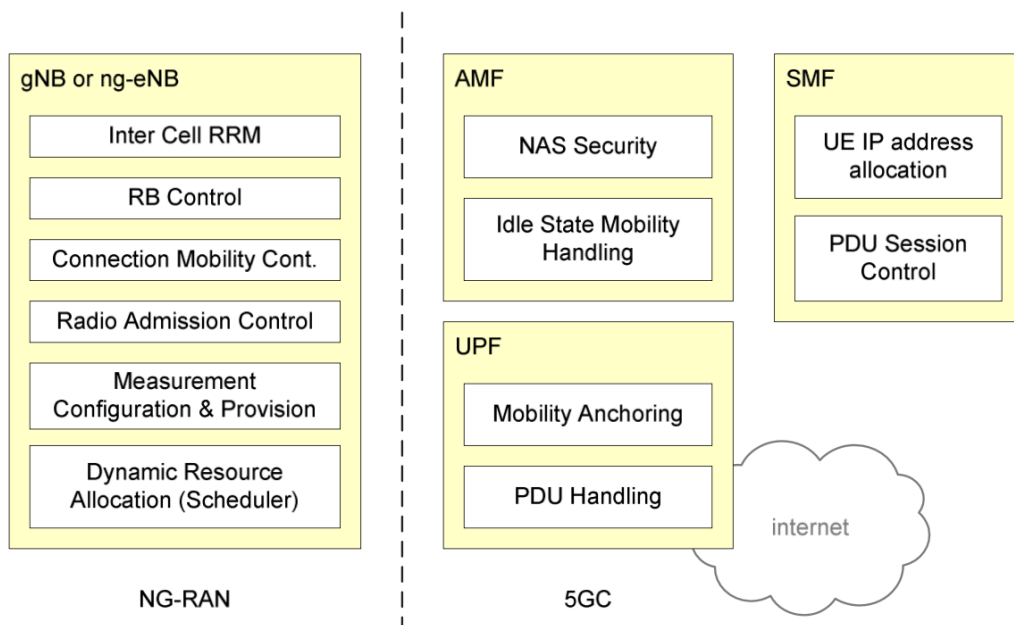 gNB or ng-eNB
Inter Cell RRM
RB Control
Connection Mobility Cont.
Radio Admission Control
Measurement
Configuration & Provision
Dynamic Resource
Allocation (Scheduler)
NG-RAN
AMF
NAS Security
Idle State Mobility
Handling
SMF
UE IP address
allocation
PDU Session
Control
UPF
Mobility Anchoring
PDU Handling
internet
5GC